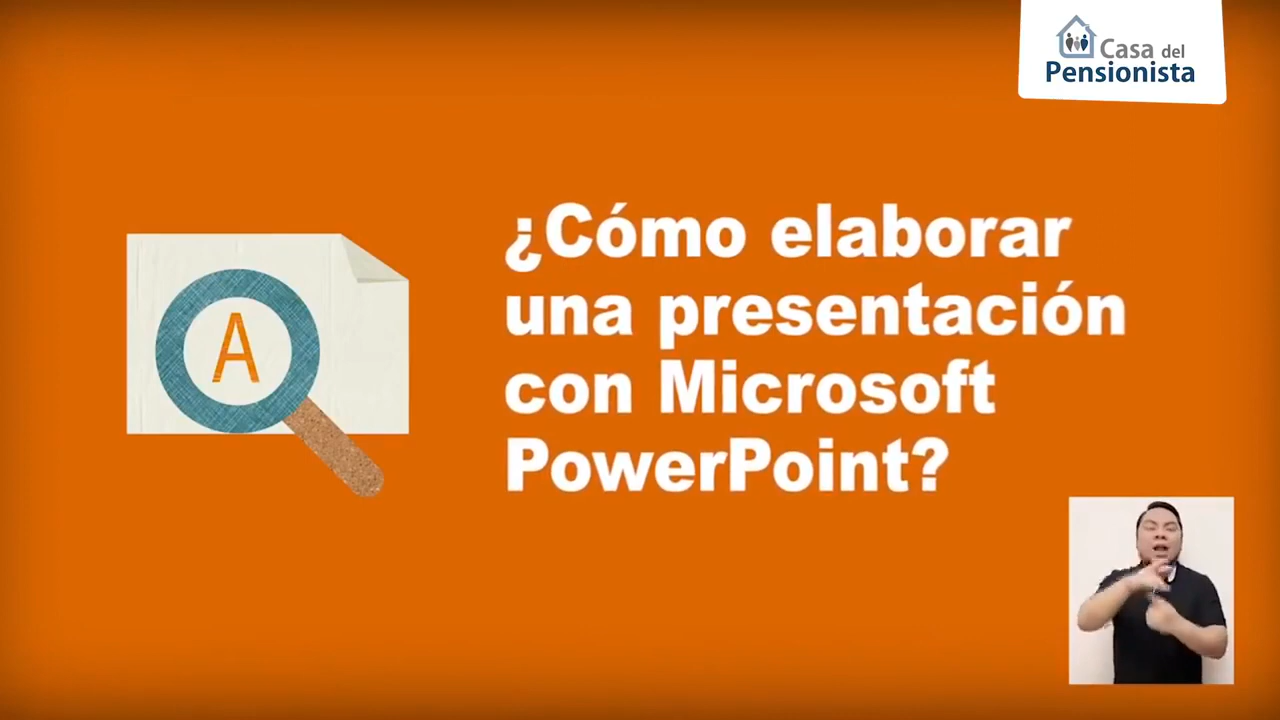 Casa del
Pensionista
¿Cómo elaborar
una presentación
con Microsoft
PowerPoint?
A